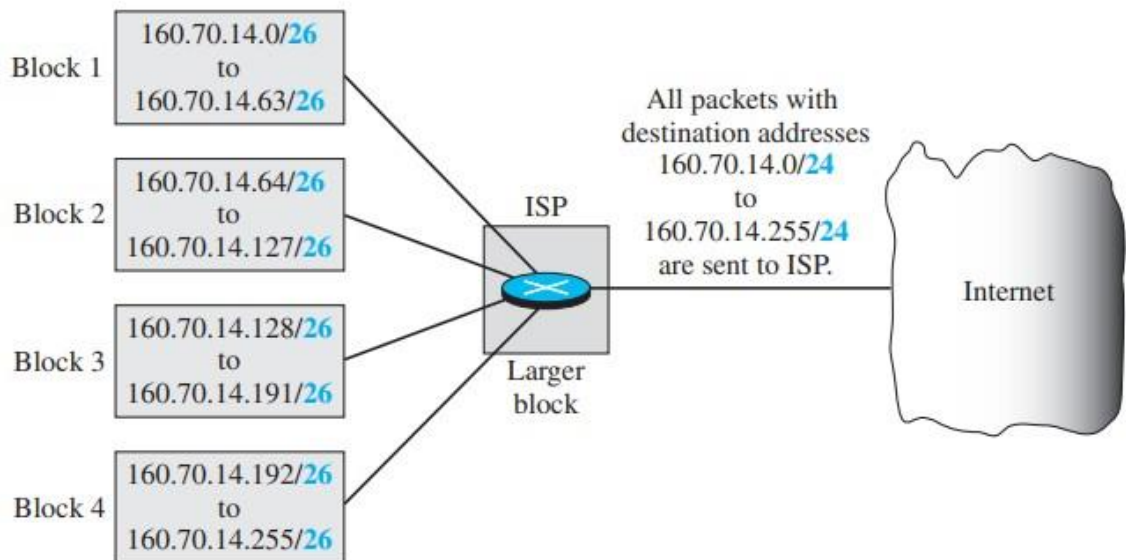 Block 1
160.70.14.0/26
to
160.70.14.63/26
Block 2
160.70.14.64/26
to
160.70.14.127/26
Block 3
160.70.14.128/26
to
160.70.14.191/26
Block 4
160.70.14.192/26
to
160.70.14.255/26
ISP
Larger
block
All packets with
destination addresses
160.70.14.0/24
to
160.70.14.255/24
are sent to ISP.
Internet